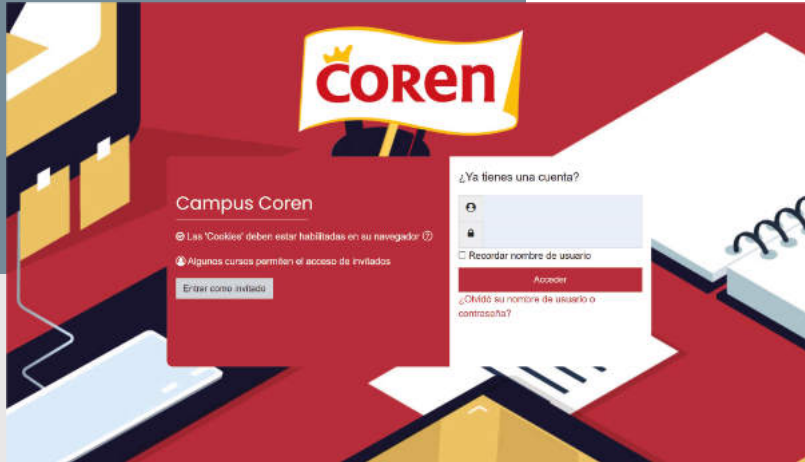 COREN
Campus Coren
Las 'Cookies' deben estar habilitadas en su navegador
Algunos cursos permiten el acceso de invitados
Entrar como invitado
¿Ya tienes una cuenta?
Recordar nombre de usuario
Acceder
¿Olvidó su nombre de usuario o
contraseña?